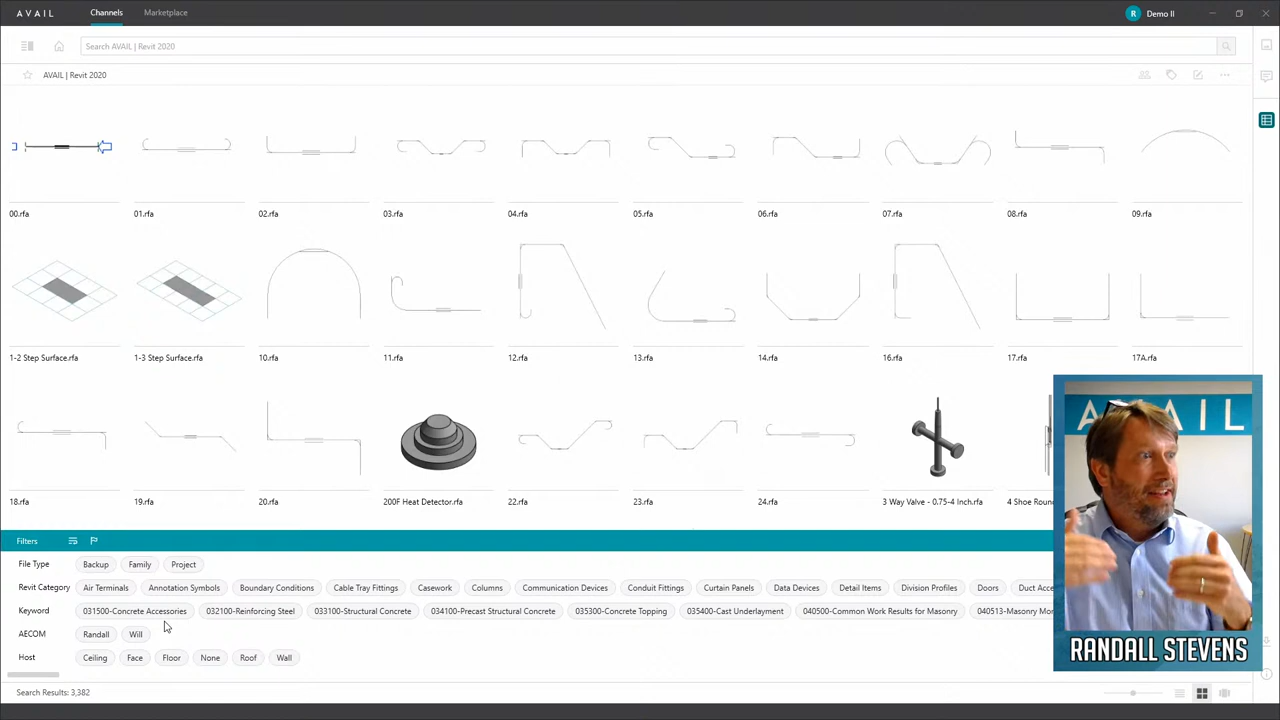 AVAIL Channels Marketplace R Demo II
Search AVAIL | Revit 2020
AVAIL | Revit 2020
00.rfa 01.rfa 02.rfa 03.rfa 04.rfa 05.rfa 06.rfa 07.rfa 08.rfa 09.rfa
1-2 Step Surface.rfa 1-3 Step Surface.rfa 10.rfa 11.rfa 12.rfa 13.rfa 14.rfa 16.rfa 17.rfa 17A.rfa
18.rfa 19.rfa 20.rfa 200F Heat Detector.rfa 22.rfa 23.rfa 24.rfa 3 Way Valve - 0.75-4 Inch.rfa 4 Shoe Roun
AVAIL
Filters
File Type Backup Family Project
Revit Category Air Terminals Annotation Symbols Boundary Conditions Cable Tray Fittings Casework Columns Communication Devices Conduit Fittings Curtain Panels Data Devices Detail Items Division Profiles Doors Duct Acce
Keyword 031500-Concrete Accessories 032100-Reinforcing Steel 033100-Structural Concrete 034100-Precast Structural Concrete 035300-Concrete Topping 035400-Cast Underlayment 040500-Common Work Results for Masonry 040513-Masonry Mor
AECOM Randall Will
Host Ceiling Face Floor None Roof Wall
RANDALL STEVENS
Search Results: 3,382